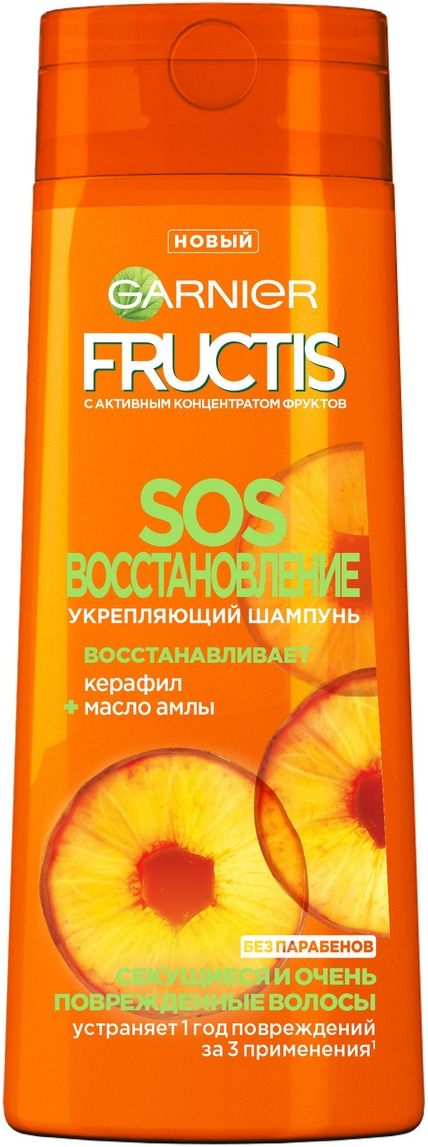 НОВЫЙ
GARNIER
FRUCTIS
С АКТИВНЫМ КОНЦЕНТРАТОМ ФРУКТОВ
SOS
ВОССТАНОВЛЕНИЕ
УКРЕПЛЯЮЩИЙ ШАМПУНЬ
ВОССТАНАВЛИВАЕТ
керафил
+ масло амлы
БЕЗ ПАРАБЕНОВ
СЕКУЩИЕСЯ И ОЧЕНЬ
ПОВРЕЖДЕННЫЕ ВОЛОСЫ
устраняет 1 год повреждений
за 3 применения¹